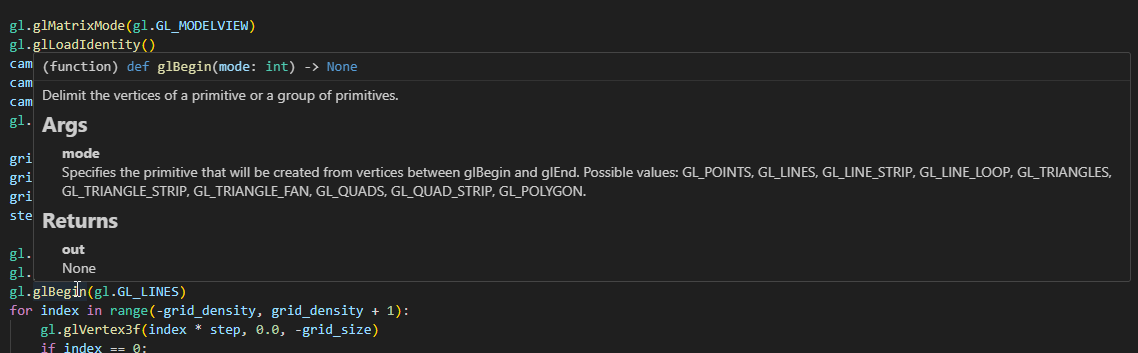 gl.glMatrixMode(gl.GL_MODELVIEW)
gl.glLoadIdentity()
cam
(function) def glBegin(mode: int) -> None
cam
cam
Delimit the vertices of a primitive or a group of primitives.
gl.
Args
mode
gri
Specifies the primitive that will be created from vertices between glBegin and glEnd. Possible values: GL_POINTS, GL_LINES, GL_LINE_STRIP, GL_LINE_LOOP, GL_TRIANGLES,
gri
GL_TRIANGLE_STRIP, GL_TRIANGLE_FAN, GL_QUADS, GL_QUAD_STRIP, GL_POLYGON.
gri
ste
Returns
gl.
out
gl.
None
gl.glBegin(gl.GL_LINES)
for index in range(-grid_density, grid_density + 1):
gl.glVertex3f(index * step, 0.0, -grid_size)
if index == 0: